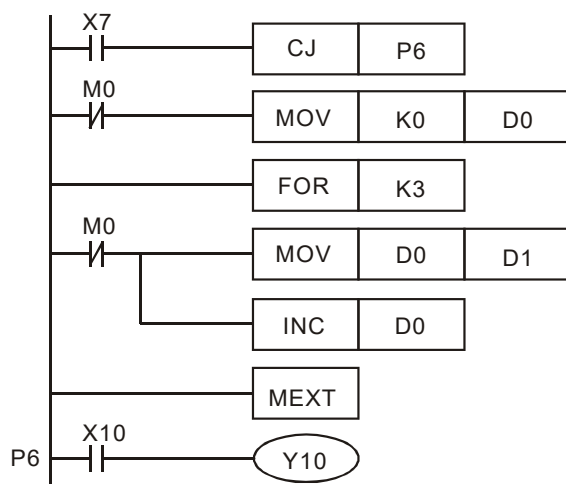 X7
CJ P6
M0
MOV K0 D0
FOR K3
M0
MOV D0 D1
INC D0
MEXT
X10
P6 Y10